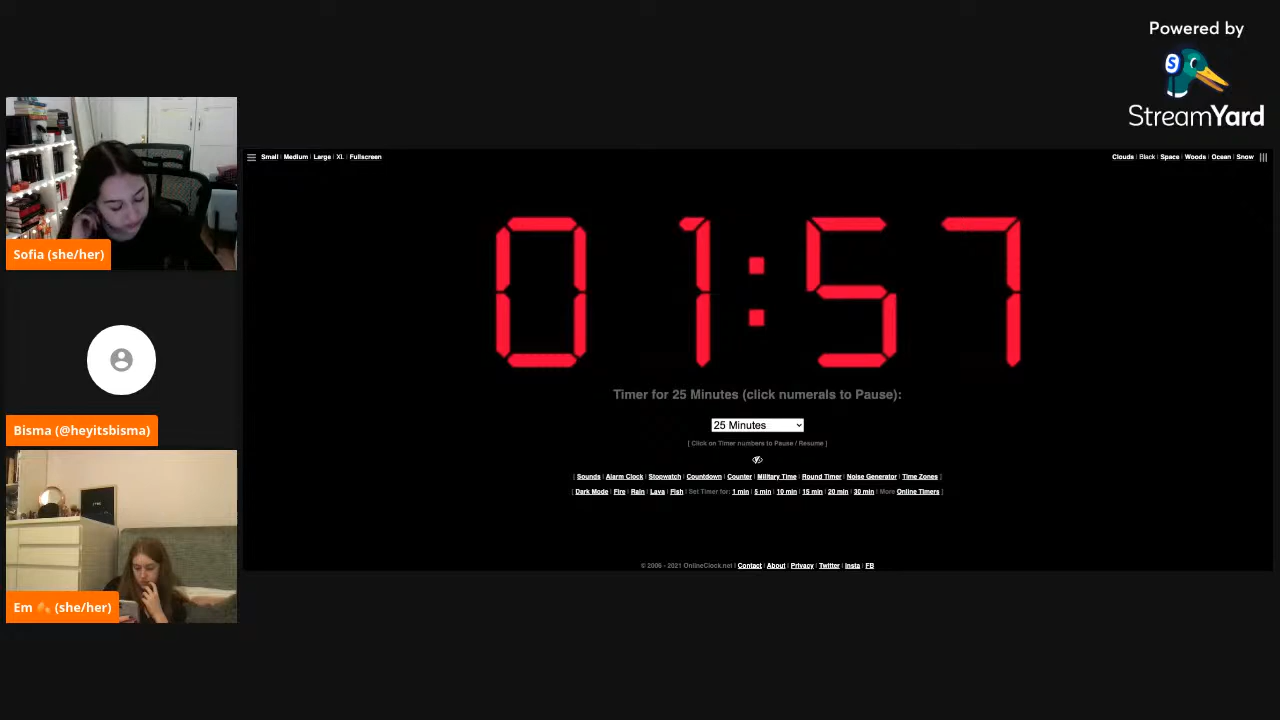 Powered by
S
StreamYard
Small | Medium | Large | XL | Fullscreen
Clouds | Black | Space | Woods | Ocean | Snow
01:57
Timer for 25 Minutes (click numerals to Pause):
25 Minutes
[ Click on Timer numbers to Pause / Resume ]
[ Sounds | Alarm Clock | Stopwatch | Countdown | Counter | Military Time | Round Timer | Noise Generator | Time Zones ]
[ Dark Mode | Fire | Rain | Lava | Fish | Set Timer for: 1 min | 5 min | 10 min | 15 min | 20 min | 30 min | More Online Timers ]
© 2006 - 2021 OnlineClock.net | Contact | About | Privacy | Twitter | Insta | FB
Sofia (she/her)
Bisma (@heyitsbisma)
Em 🍂 (she/her)